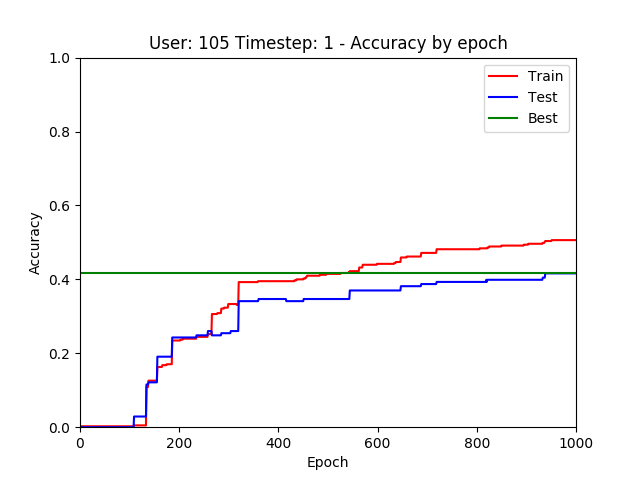 User: 105 Timestep: 1 - Accuracy by epoch
Train
Test
Best
1.0
0.8
0.6
0.4
0.2
0.0
Accuracy
0 200 400 600 800 1000
Epoch